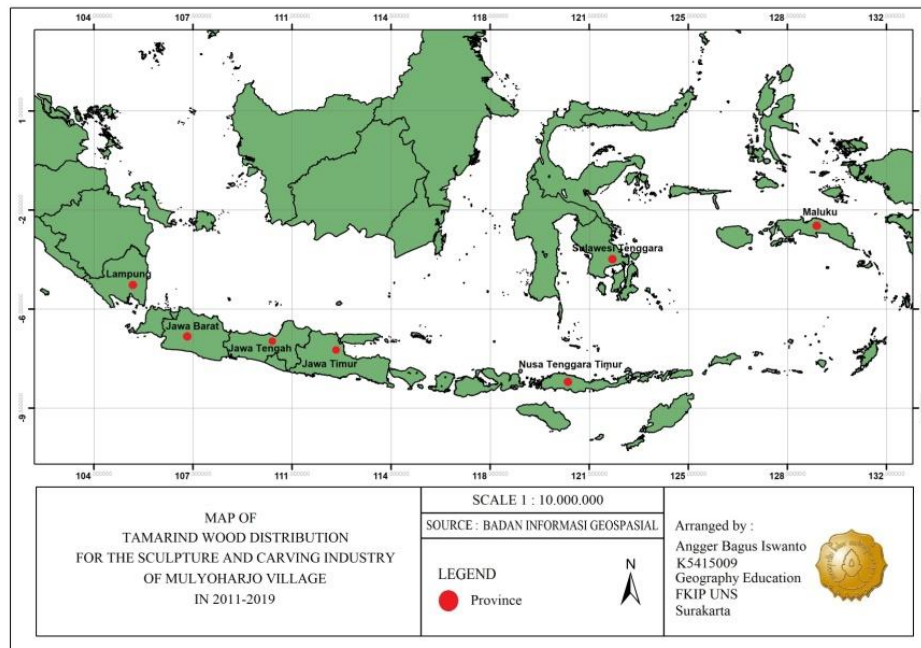 104 107 111 114 118 121 125 128 132
1
-2
-6
-9
Maluku
Sulawesi Tenggara
Lampung
Jawa Barat
Jawa Tengah
Jawa Timur
Nusa Tenggara Timur
104 107 111 114 118 121 125 128 132
MAP OF
TAMARIND WOOD DISTRIBUTION
FOR THE SCULPTURE AND CARVING INDUSTRY
OF MULYOHARJO VILLAGE
IN 2011-2019
SCALE 1 : 10.000.000
SOURCE : BADAN INFORMASI GEOSPASIAL
LEGEND
Province
N
Arranged by :
Angger Bagus Iswanto
K5415009
Geography Education
FKIP UNS
Surakarta